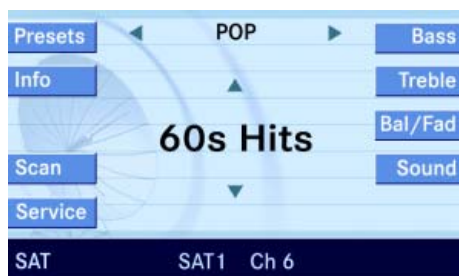 Presets
POP
Bass
Info
Treble
60s Hits
Bal/Fad
Scan
Sound
Service
SAT
SAT1 Ch 6